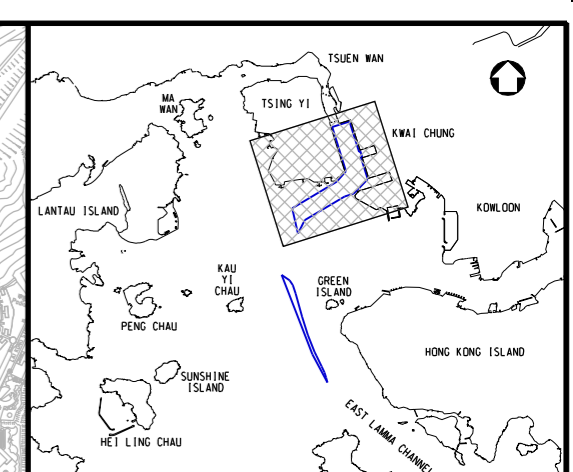 TSUEN WAN
MA
WAN
TSING YI
KWAI CHUNG
LANTAU ISLAND
KOWLOON
KAU
YI
CHAU
GREEN
ISLAND
PENG CHAU
HONG KONG ISLAND
SUNSHINE
ISLAND
EAST LAMMA CHANNEL
HEI LING CHAU